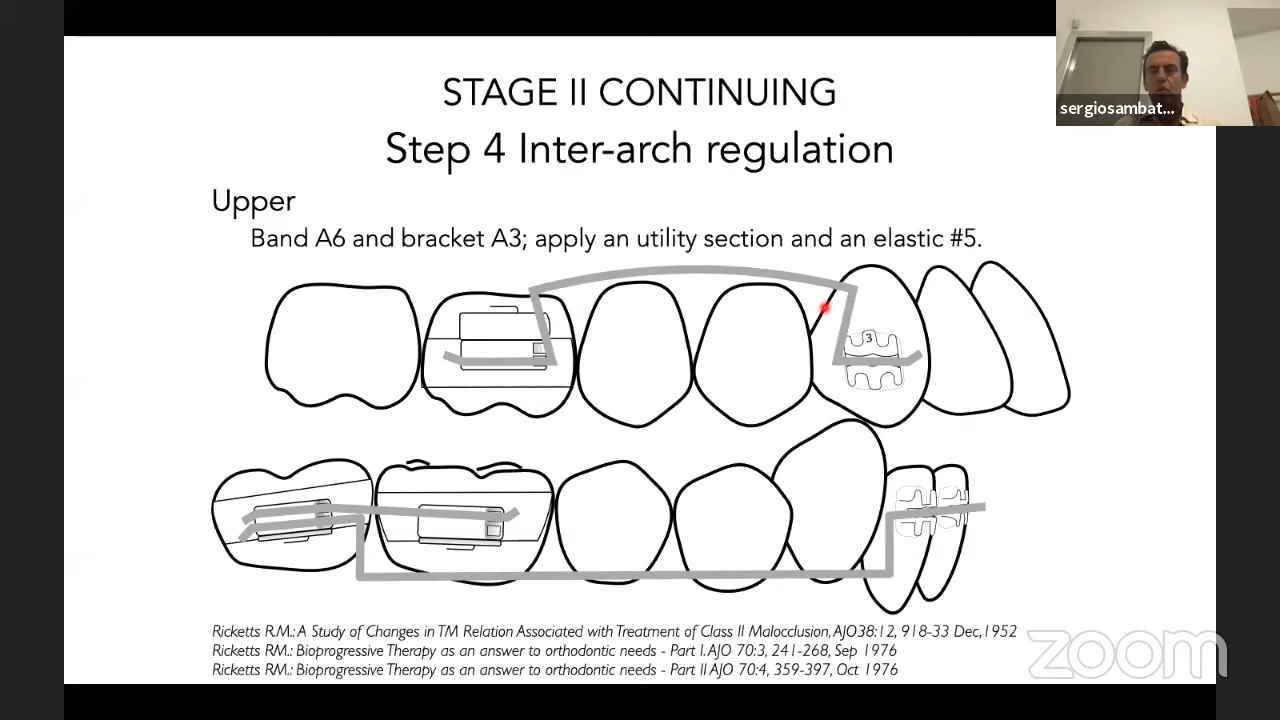 sergiosambat...
STAGE II CONTINUING
Step 4 Inter-arch regulation
Upper
Band A6 and bracket A3; apply an utility section and an elastic #5.
3
Ricketts R.M.: A Study of Changes in TM Relation Associated with Treatment of Class II Malocclusion, AJO38:12, 918-33 Dec,1952
Ricketts RM.: Bioprogressive Therapy as an answer to orthodontic needs - Part I. AJO 70:3, 241-268, Sep 1976
Ricketts RM.: Bioprogressive Therapy as an answer to orthodontic needs - Part II AJO 70:4, 359-397, Oct 1976
zoom